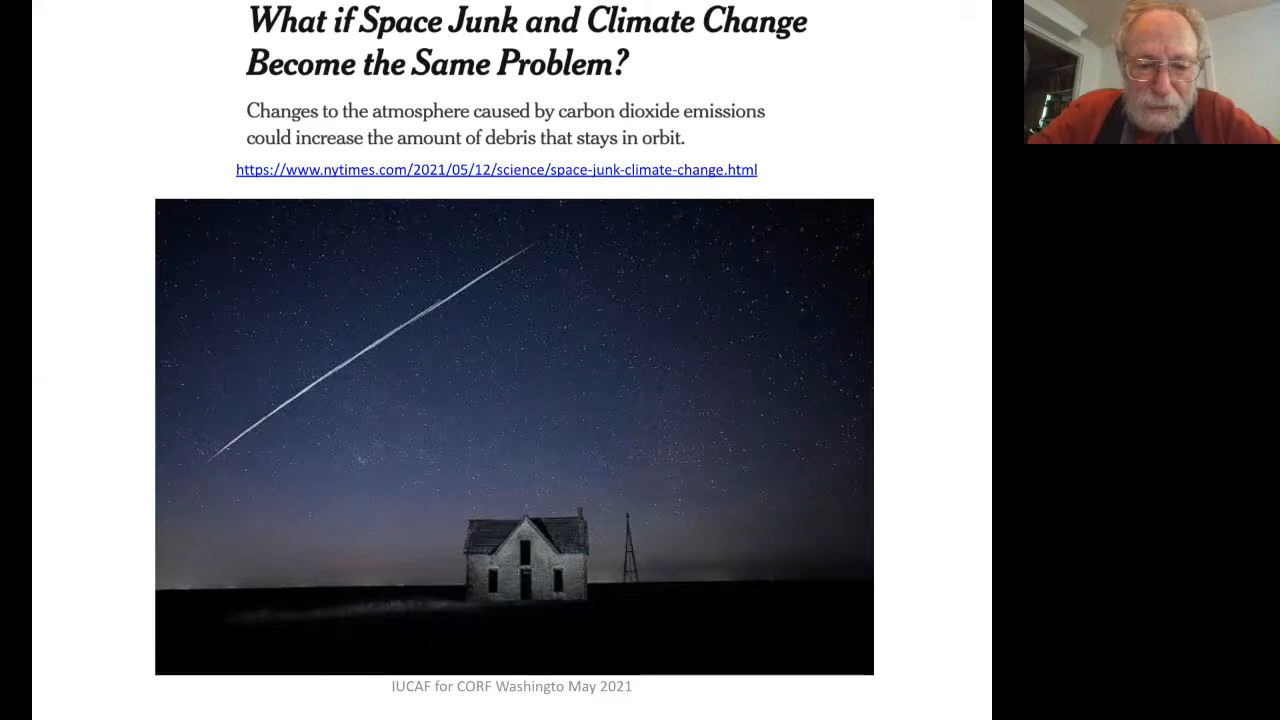 What if Space Junk and Climate Change
Become the Same Problem?
Changes to the atmosphere caused by carbon dioxide emissions
could increase the amount of debris that stays in orbit.
https://www.nytimes.com/2021/05/12/science/space-junk-climate-change.html
IUCAF for CORF Washingto May 2021